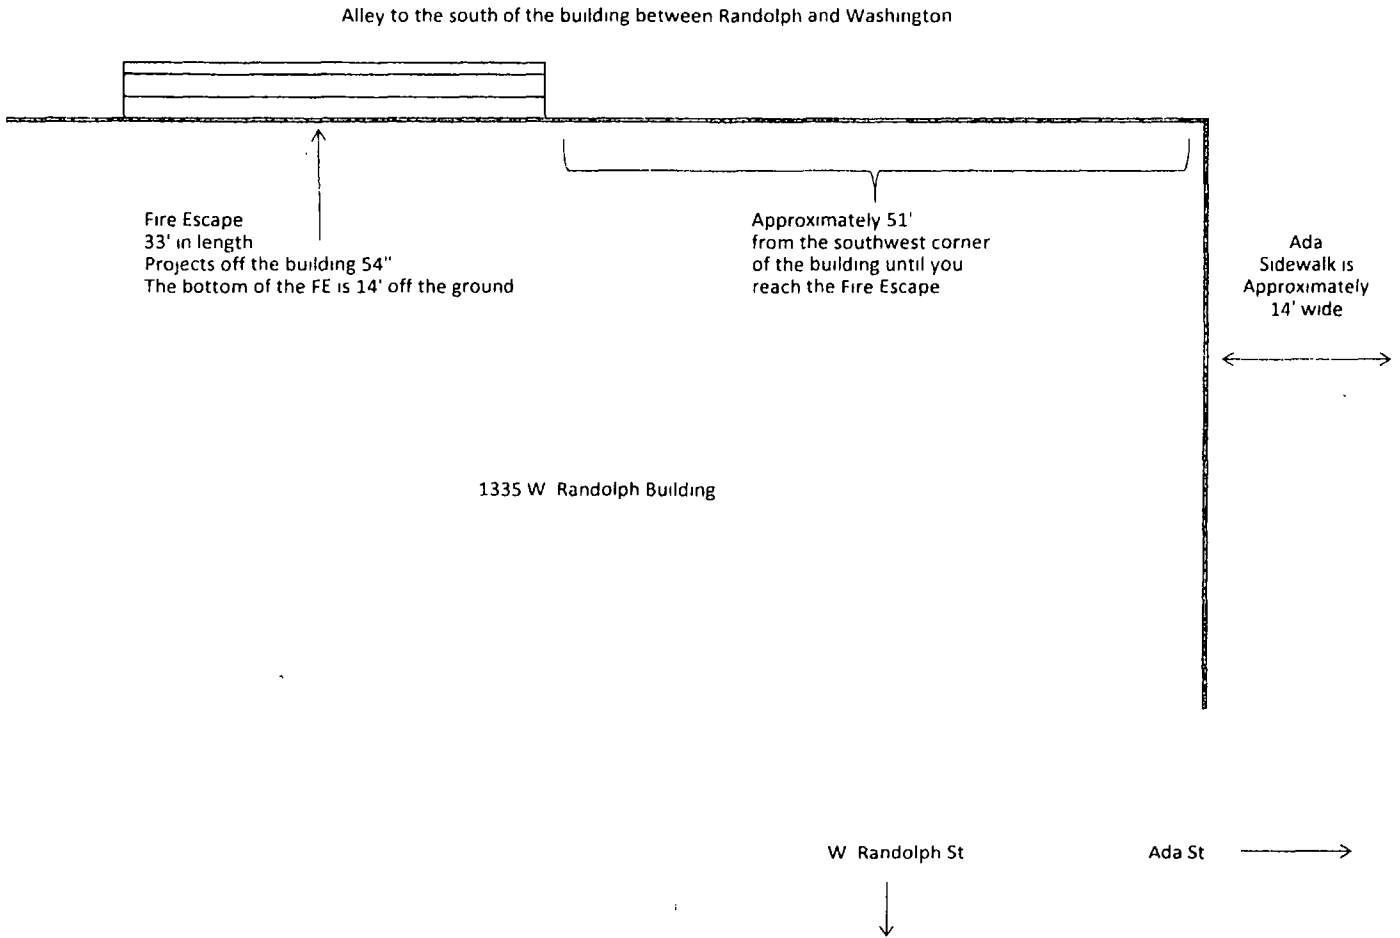 Alley to the south of the building between Randolph and Washington
Fire Escape
33' in length
Projects off the building 54"
The bottom of the FE is 14' off the ground
Approximately 51'
from the southwest corner
of the building until you
reach the Fire Escape
Ada
Sidewalk is
Approximately
14' wide
1335 W Randolph Building
W Randolph St
Ada St